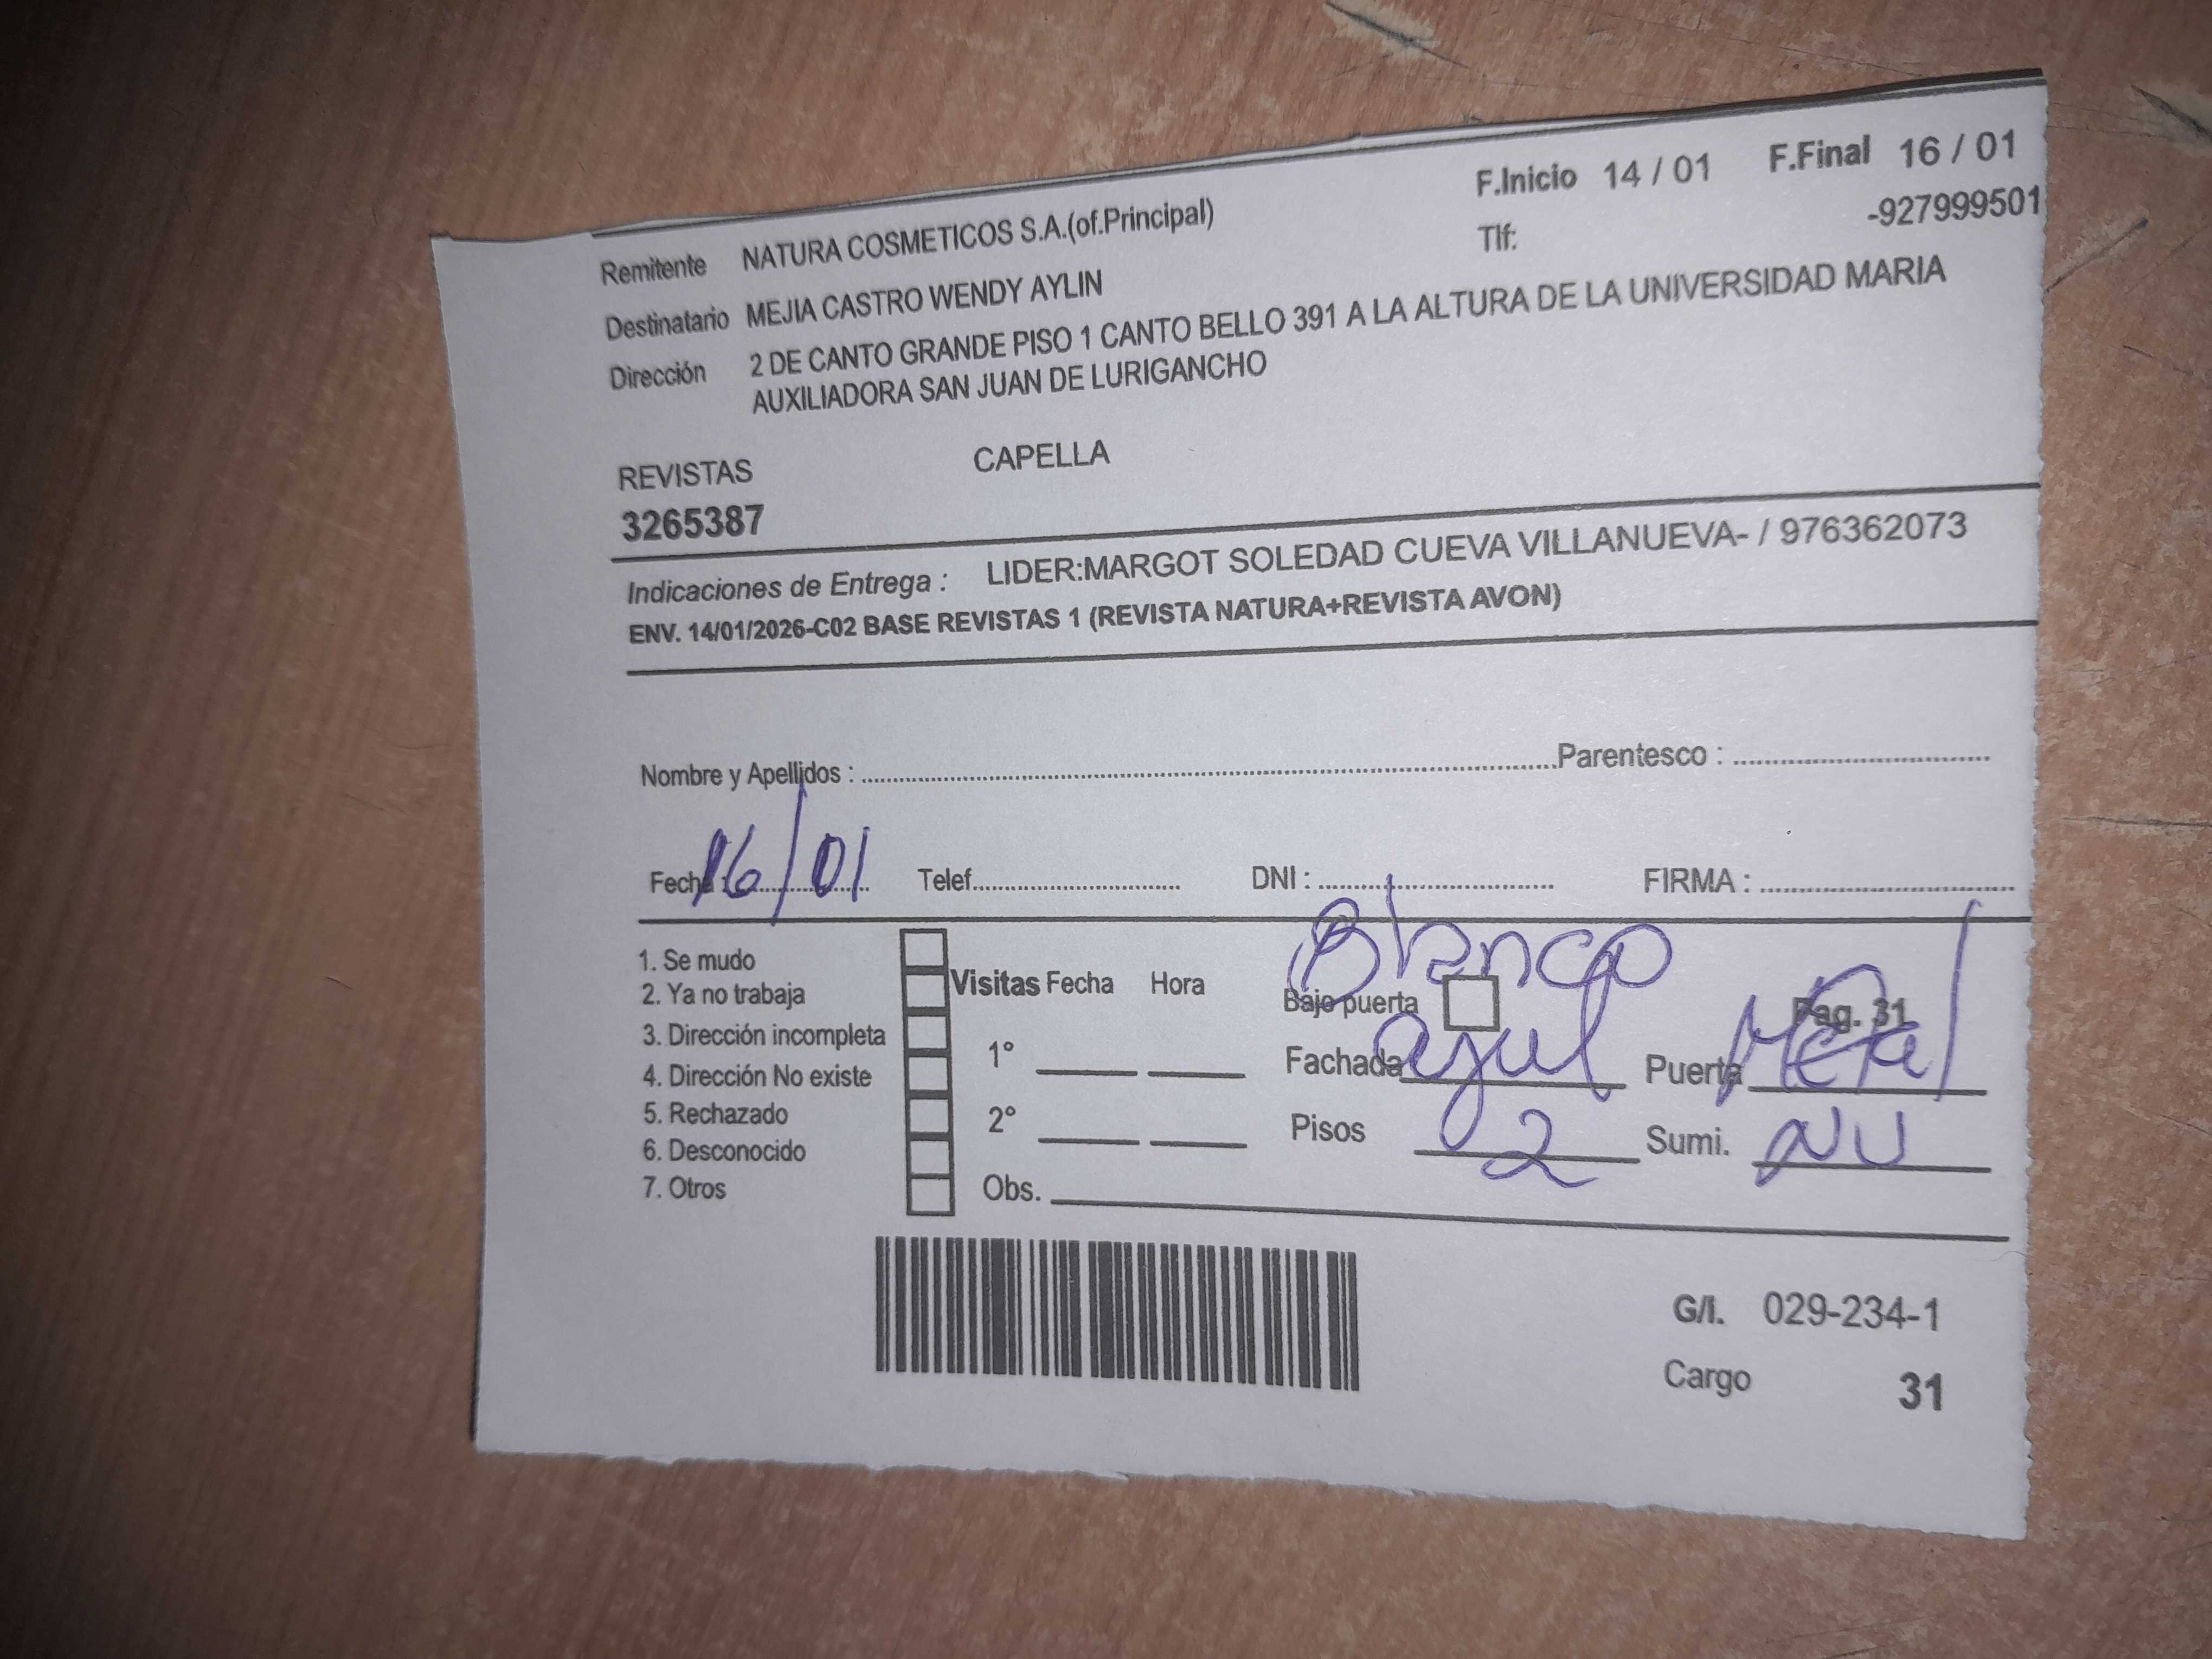 F.Inicio 14 / 01 F.Final 16 / 01
Remitente NATURA COSMETICOS S.A.(of.Principal) Tlf: -927999501
Destinatario MEJIA CASTRO WENDY AYLIN
Dirección 2 DE CANTO GRANDE PISO 1 CANTO BELLO 391 A LA ALTURA DE LA UNIVERSIDAD MARIA
AUXILIADORA SAN JUAN DE LURIGANCHO
REVISTAS CAPELLA
3265387
Indicaciones de Entrega : LIDER:MARGOT SOLEDAD CUEVA VILLANUEVA- / 976362073
ENV. 14/01/2026-C02 BASE REVISTAS 1 (REVISTA NATURA+REVISTA AVON)
Nombre y Apellidos : Parentesco :
Fecha : 16/01 Telef. DNI : FIRMA :
Blanco
1. Se mudo
2. Ya no trabaja Visitas Fecha Hora Bajo puerta Pag. 31
3. Dirección incompleta 1° Fachada azul Puerta Metal
4. Dirección No existe
5. Rechazado 2° Pisos 2 Sumi. NU
6. Desconocido
7. Otros Obs.
G/I. 029-234-1
Cargo 31